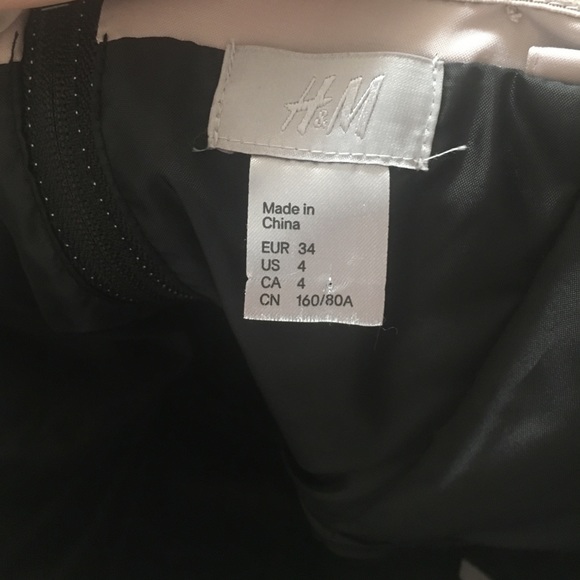 H&M
Made in
China
EUR 34
US 4
CA 4
CN 160/80A